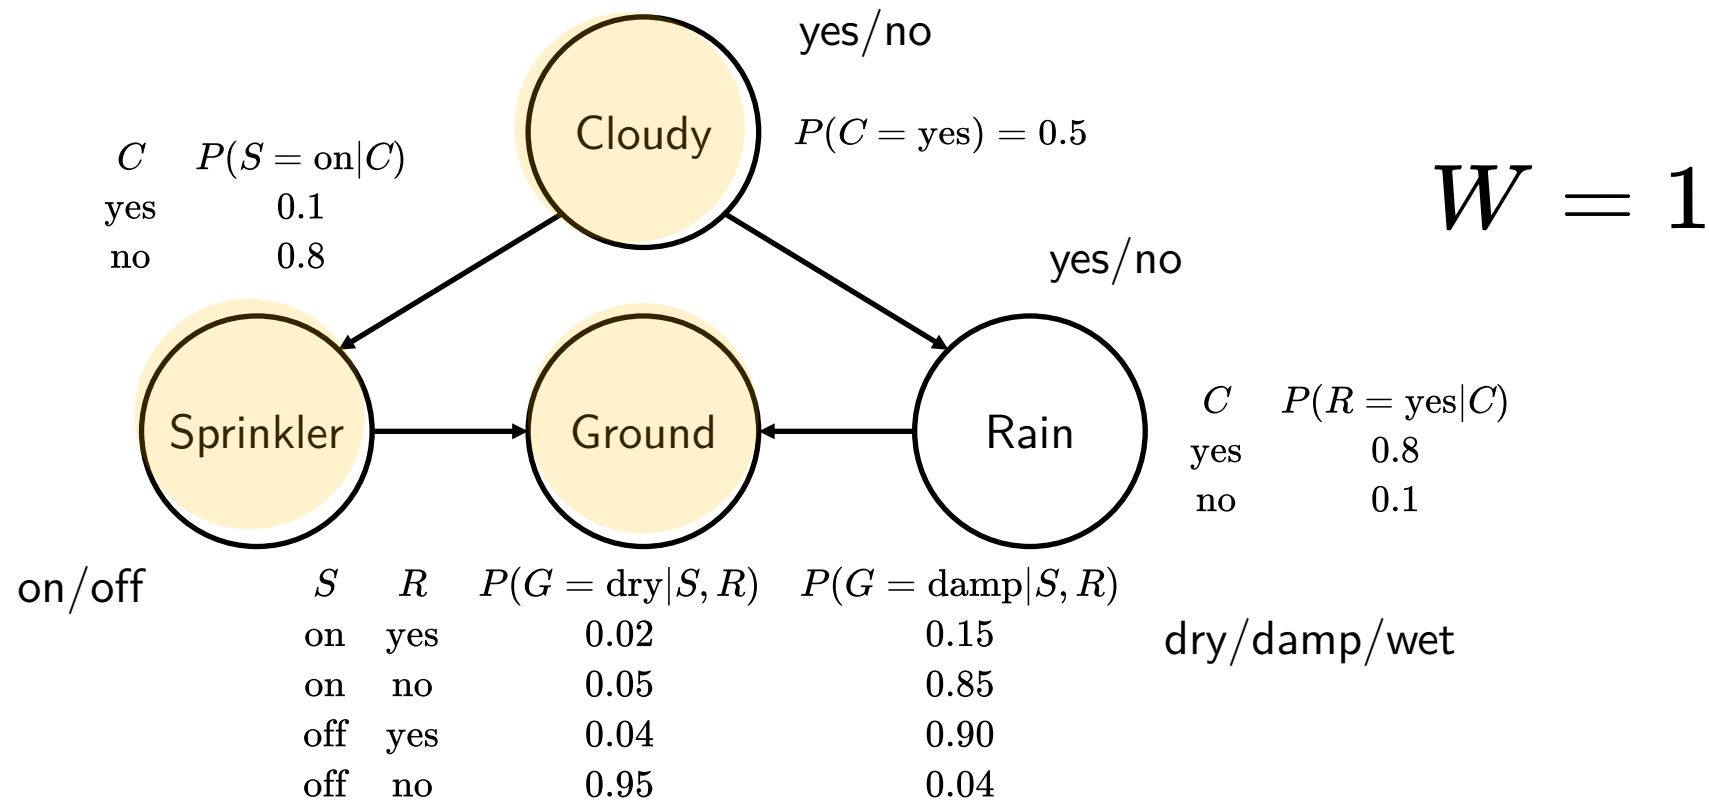 yes/no
Cloudy
P(C = yes) = 0.5
W = 1
C P(S = on|C)
yes 0.1
no 0.8
yes/no
Sprinkler
Ground
Rain
C P(R = yes|C)
yes 0.8
no 0.1
on/off
S R P(G = dry|S, R) P(G = damp|S, R)
on yes 0.02 0.15
on no 0.05 0.85
off yes 0.04 0.90
off no 0.95 0.04
dry/damp/wet